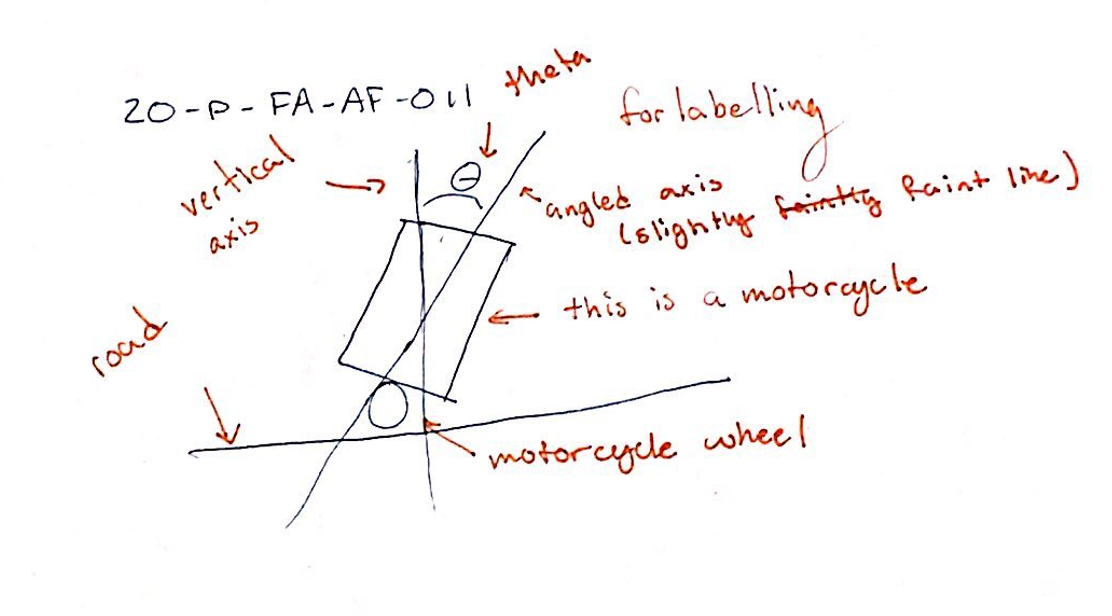 20-P-FA-AF-011
theta
for labelling
vertical
axis
θ
angled axis
(slightly faintly faint line)
this is a motorcycle
road
motorcycle wheel